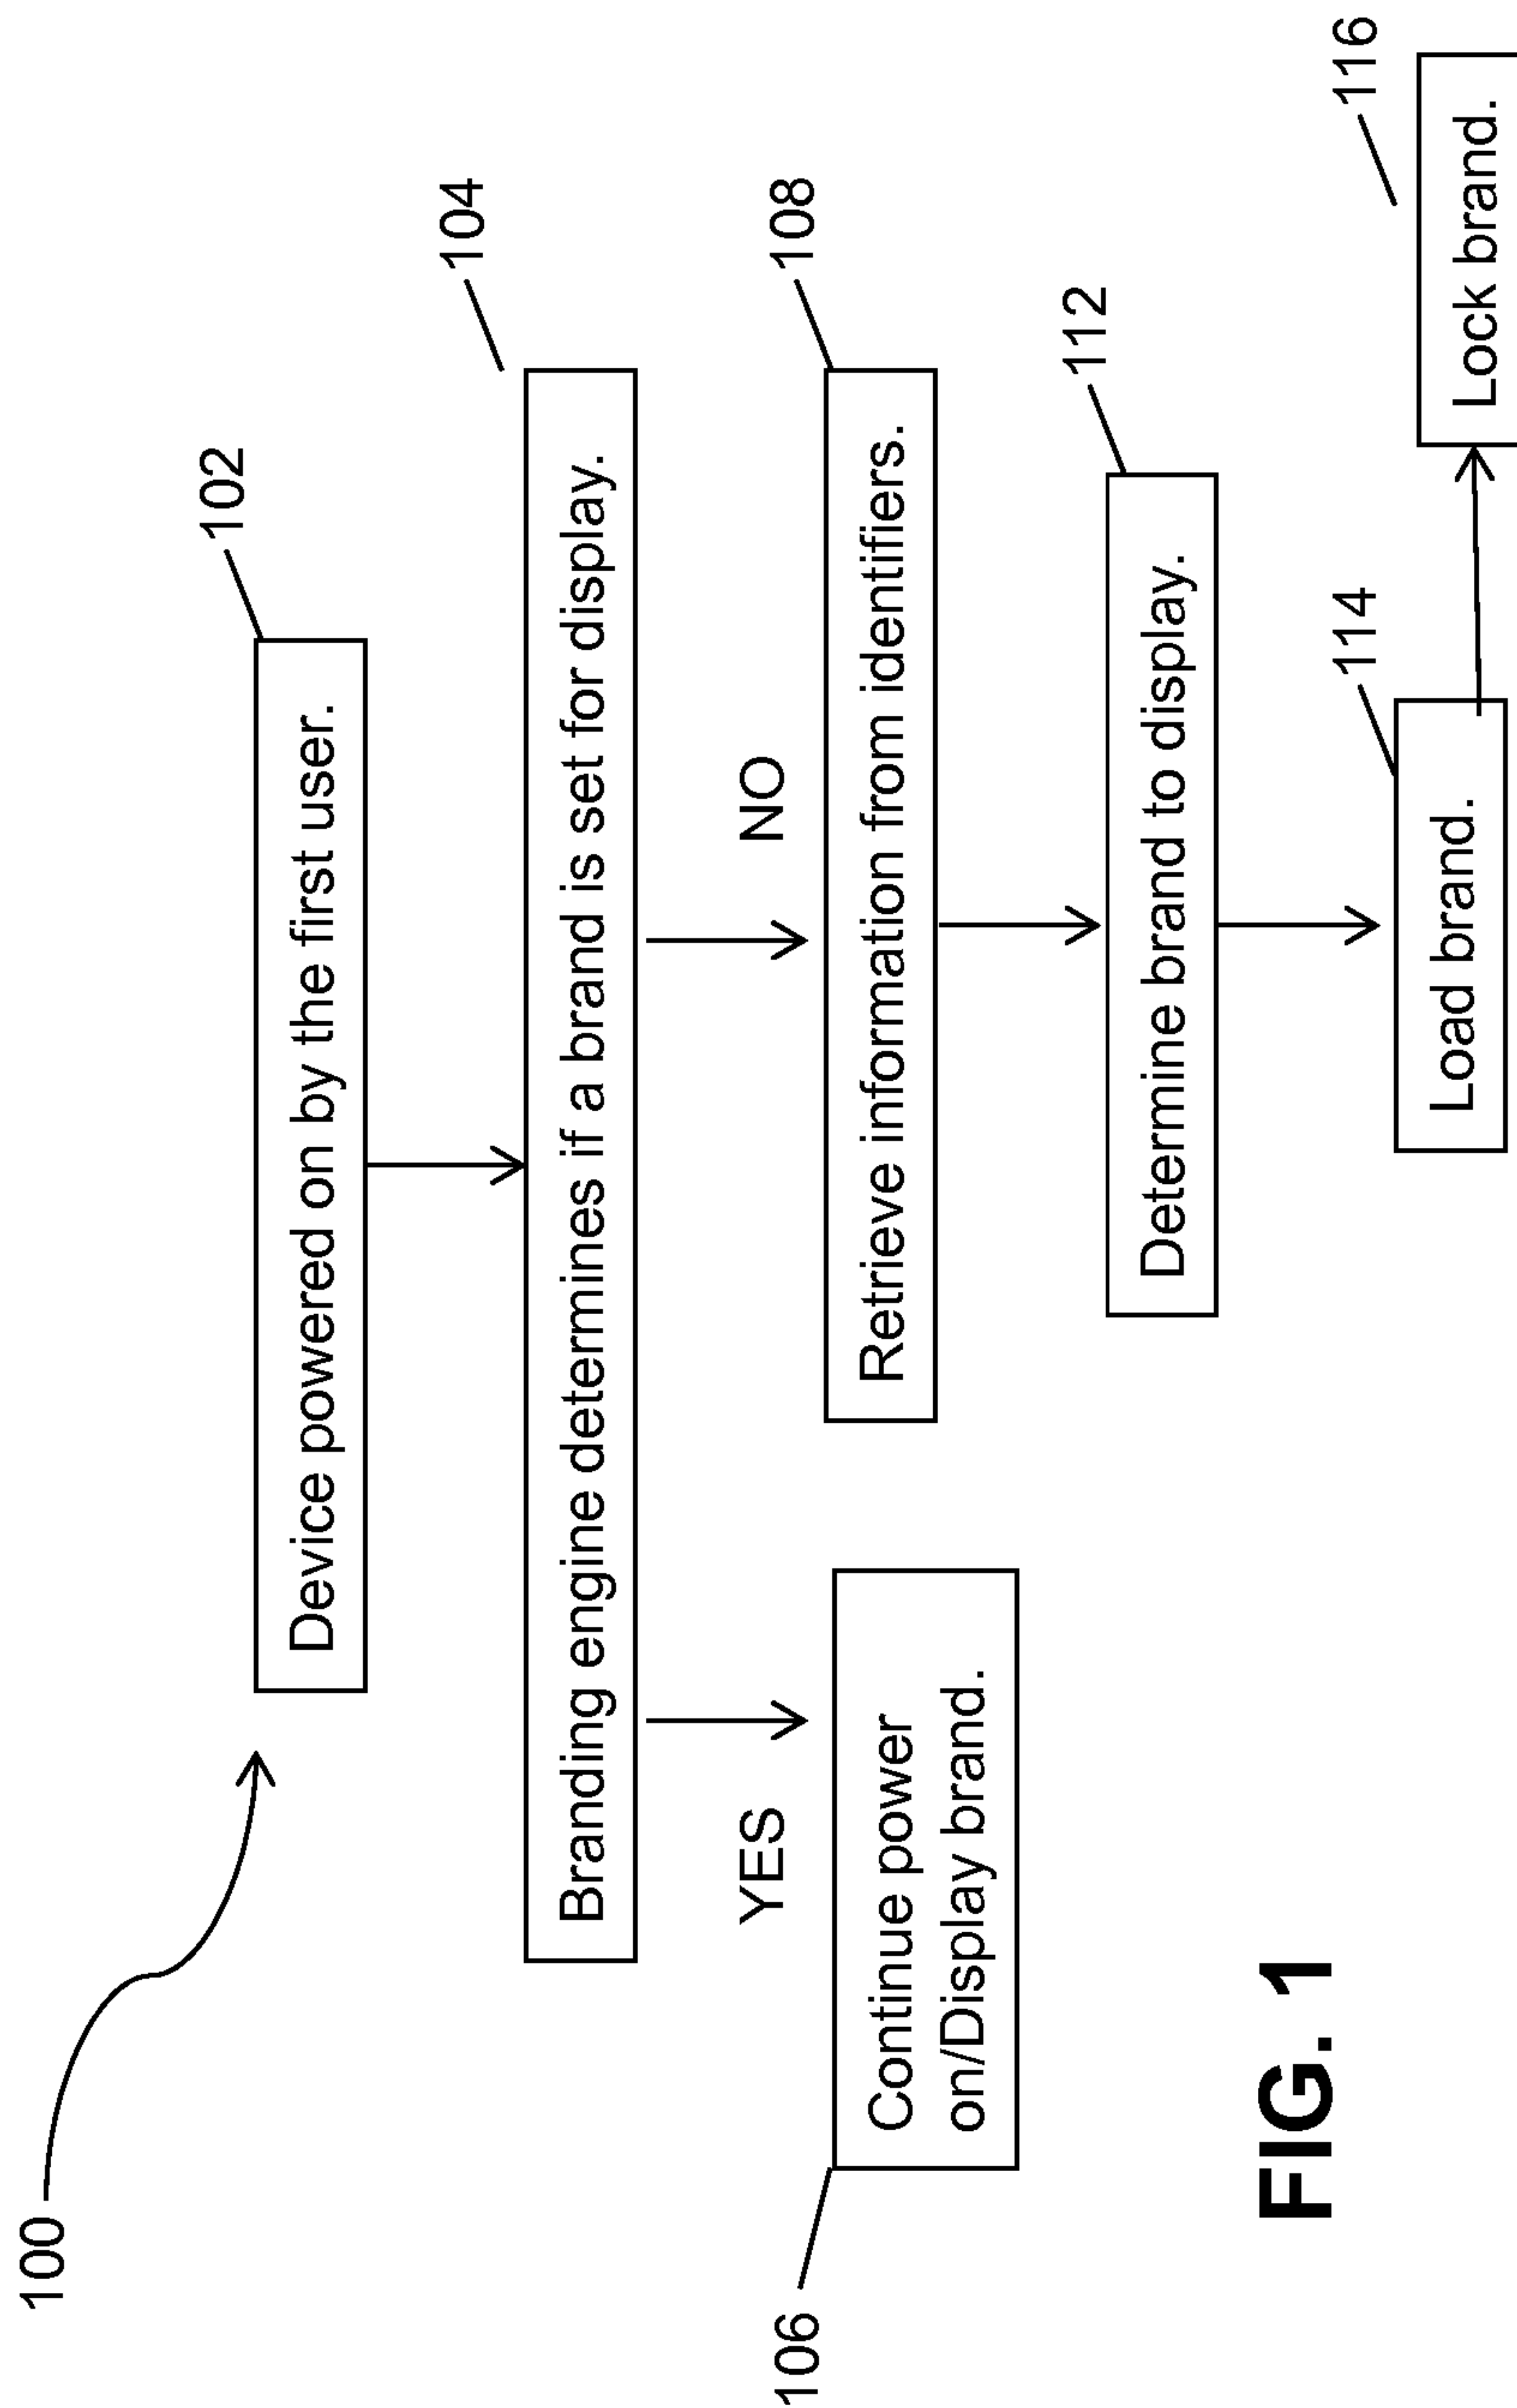 100
102
Device powered on by the first user.
104
Branding engine determines if a brand is set for display.
YES
NO
106
Continue power
on/Display brand.
108
Retrieve information from identifiers.
112
Determine brand to display.
114
Load brand.
116
Lock brand.
FIG. 1